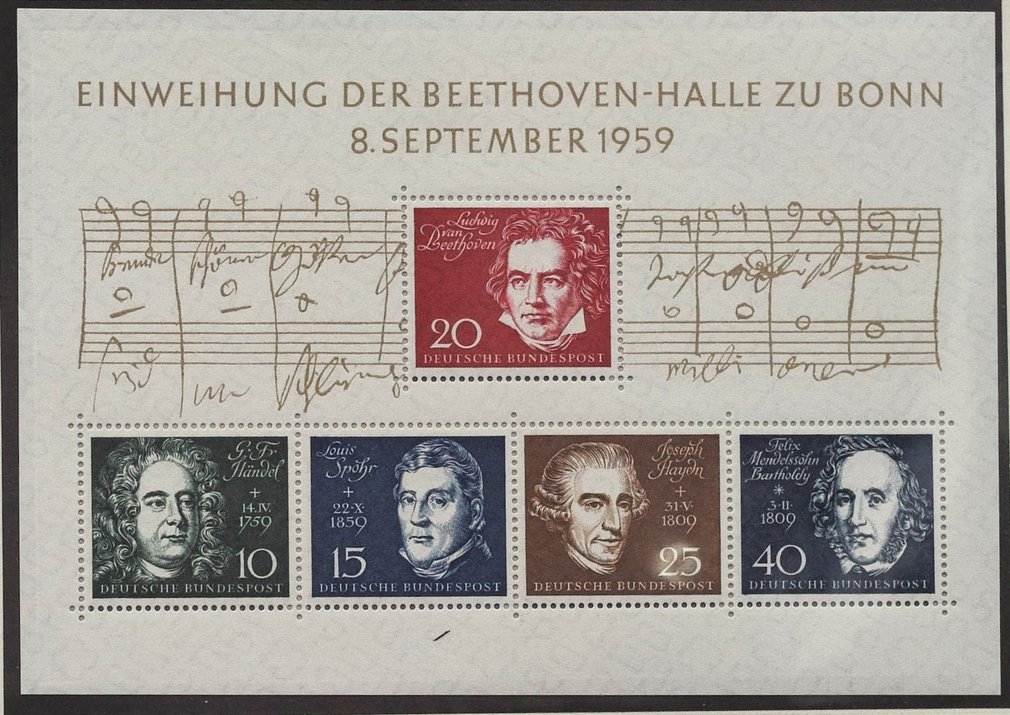 EINWEIHUNG DER BEETHOVEN-HALLE ZU BONN
8. SEPTEMBER 1959
Ludwig
van
Beethoven
20
DEUTSCHE BUNDESPOST
G. Fr.
Händel
+
14.IV.
1759
10
DEUTSCHE BUNDESPOST
Louis
Spohr
+
22·X
1859
15
DEUTSCHE BUNDESPOST
Joseph
Haydn
+
31·V·
1809
25
DEUTSCHE BUNDESPOST
Felix
Mendelssohn
Bartholdy
*
3·II·
1809
40
DEUTSCHE BUNDESPOST